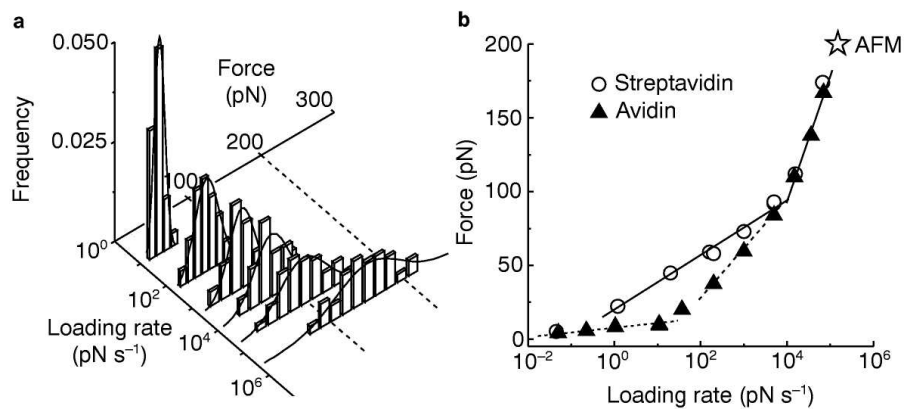 a
0.050
0.025
Frequency
Force
(pN)
300
200
100
10⁰
10²
10⁴
10⁶
Loading rate
(pN s⁻¹)
b
200
150
100
50
0
Force (pN)
AFM
Streptavidin
Avidin
10⁻²
10⁰
10²
10⁴
10⁶
Loading rate (pN s⁻¹)